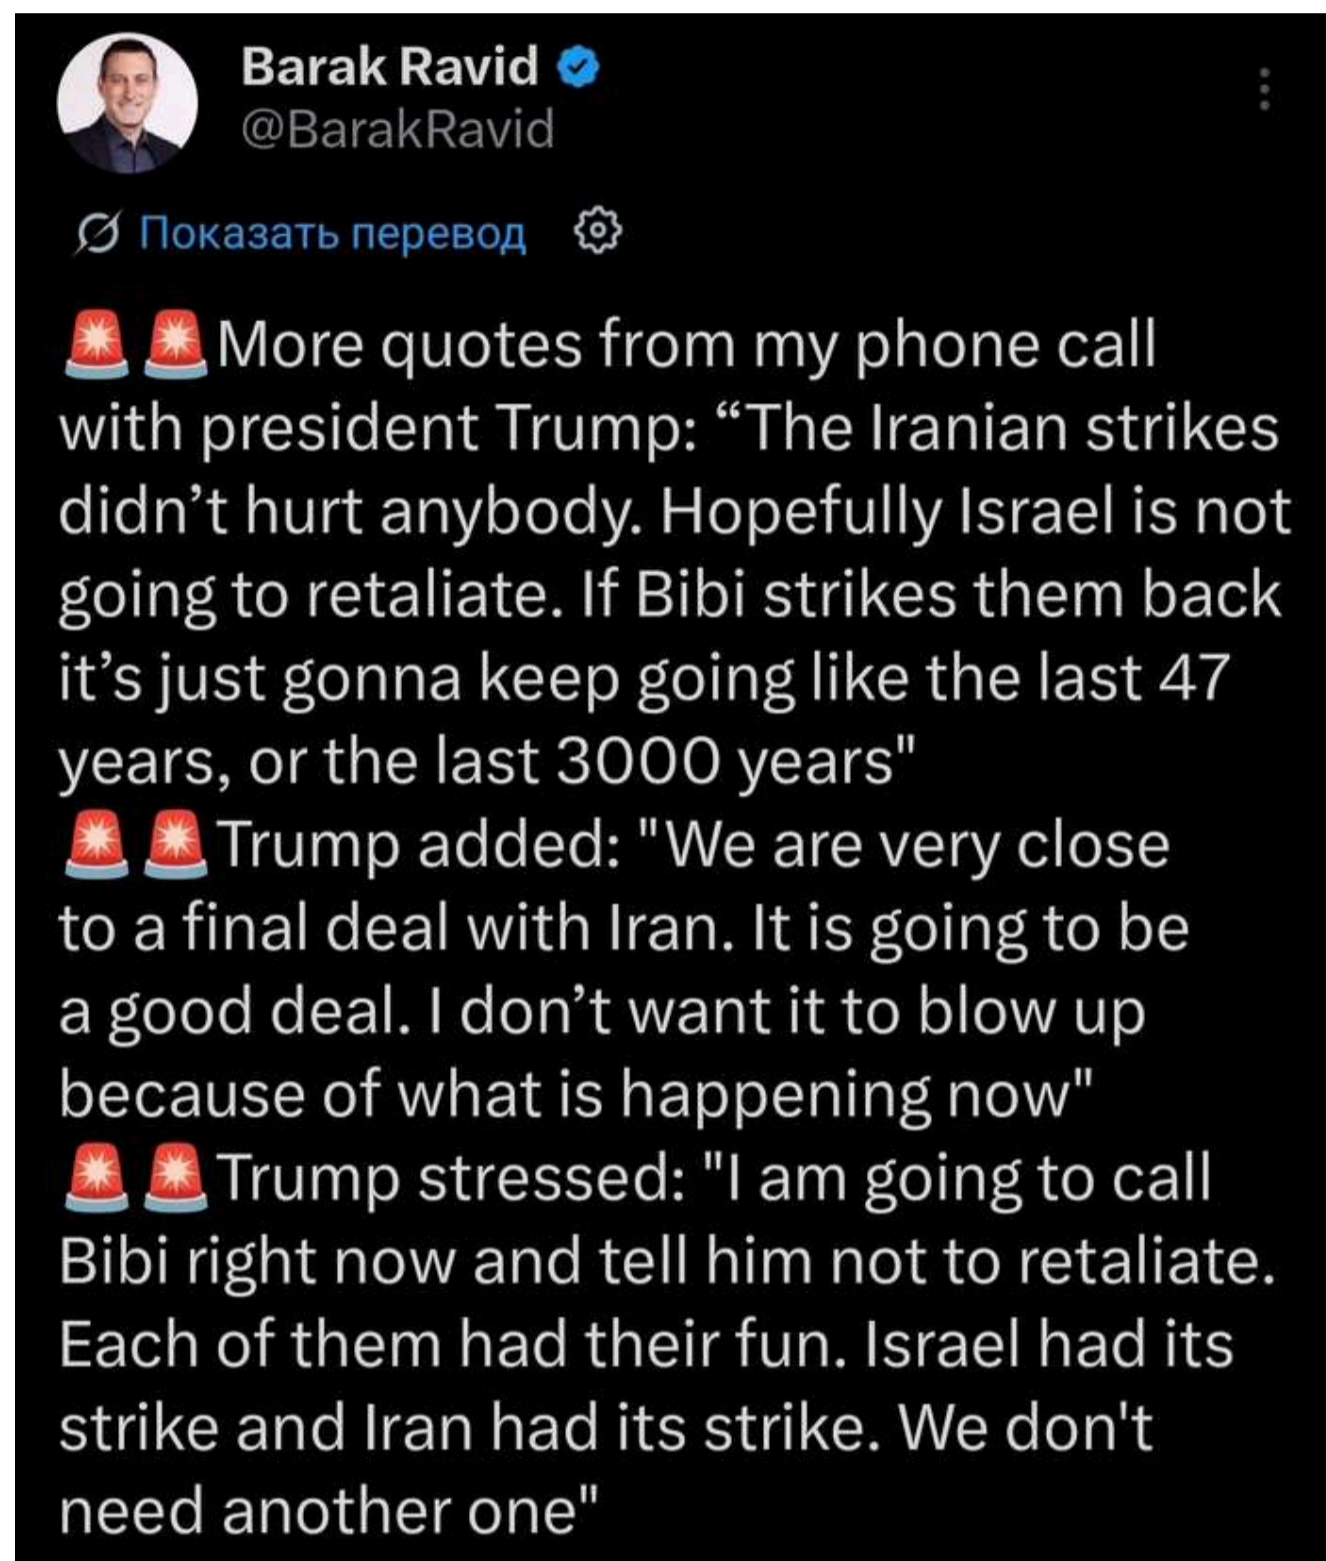 Barak Ravid
@BarakRavid
Показать перевод
🚨🚨More quotes from my phone call
with president Trump: “The Iranian strikes
didn’t hurt anybody. Hopefully Israel is not
going to retaliate. If Bibi strikes them back
it’s just gonna keep going like the last 47
years, or the last 3000 years"
🚨🚨Trump added: "We are very close
to a final deal with Iran. It is going to be
a good deal. I don’t want it to blow up
because of what is happening now"
🚨🚨Trump stressed: "I am going to call
Bibi right now and tell him not to retaliate.
Each of them had their fun. Israel had its
strike and Iran had its strike. We don't
need another one"